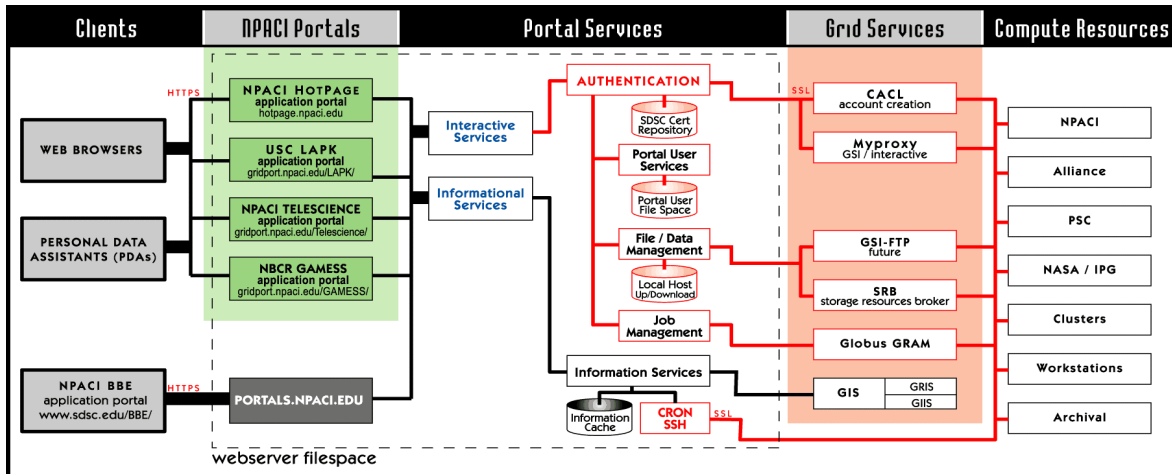 Clients
NPACI Portals
Portal Services
Grid Services
Compute Resources
HTTPS
WEB BROWSERS
PERSONAL DATA
ASSISTANTS (PDAs)
NPACI BBE
application portal
www.sdsc.edu/BBE/
HTTPS
NPACI HOTPAGE
application portal
hotpage.npaci.edu
USC LAPK
application portal
gridport.npaci.edu/LAPK/
NPACI TELESCIENCE
application portal
gridport.npaci.edu/Telescience/
NBCR GAMESS
application portal
gridport.npaci.edu/GAMESS/
PORTALS.NPACI.EDU
webserver filespace
Interactive
Services
Informational
Services
AUTHENTICATION
SDSC Cert
Repository
Portal User
Services
Portal User
File Space
File / Data
Management
Local Host
Up/Download
Job
Management
Information Services
Information
Cache
CRON
SSH
SSL
SSL
CACL
account creation
Myproxy
GSI / interactive
GSI-FTP
future
SRB
storage resources broker
Globus GRAM
GIS
GRIS
GIIS
NPACI
Alliance
PSC
NASA / IPG
Clusters
Workstations
Archival